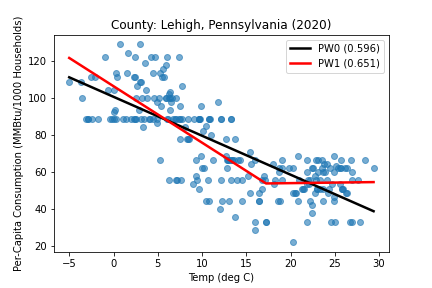 County: Lehigh, Pennsylvania (2020)
PW0 (0.596)
PW1 (0.651)
Per-Capita Consumption (MMBtu/1000 Households)
120
100
80
60
40
20
−5 0 5 10 15 20 25 30
Temp (deg C)